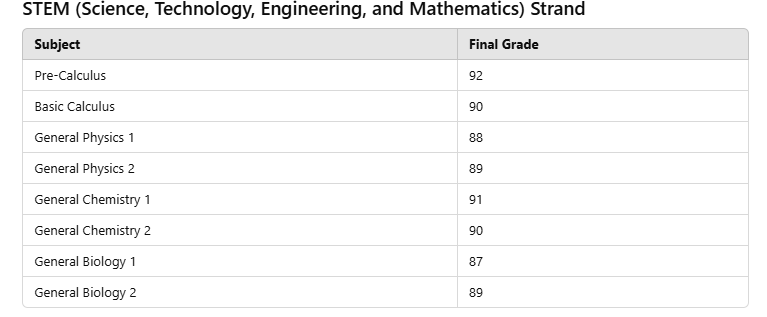 STEM (Science, Technology, Engineering, and Mathematics) Strand
Subject Final Grade
Pre-Calculus 92
Basic Calculus 90
General Physics 1 88
General Physics 2 89
General Chemistry 1 91
General Chemistry 2 90
General Biology 1 87
General Biology 2 89